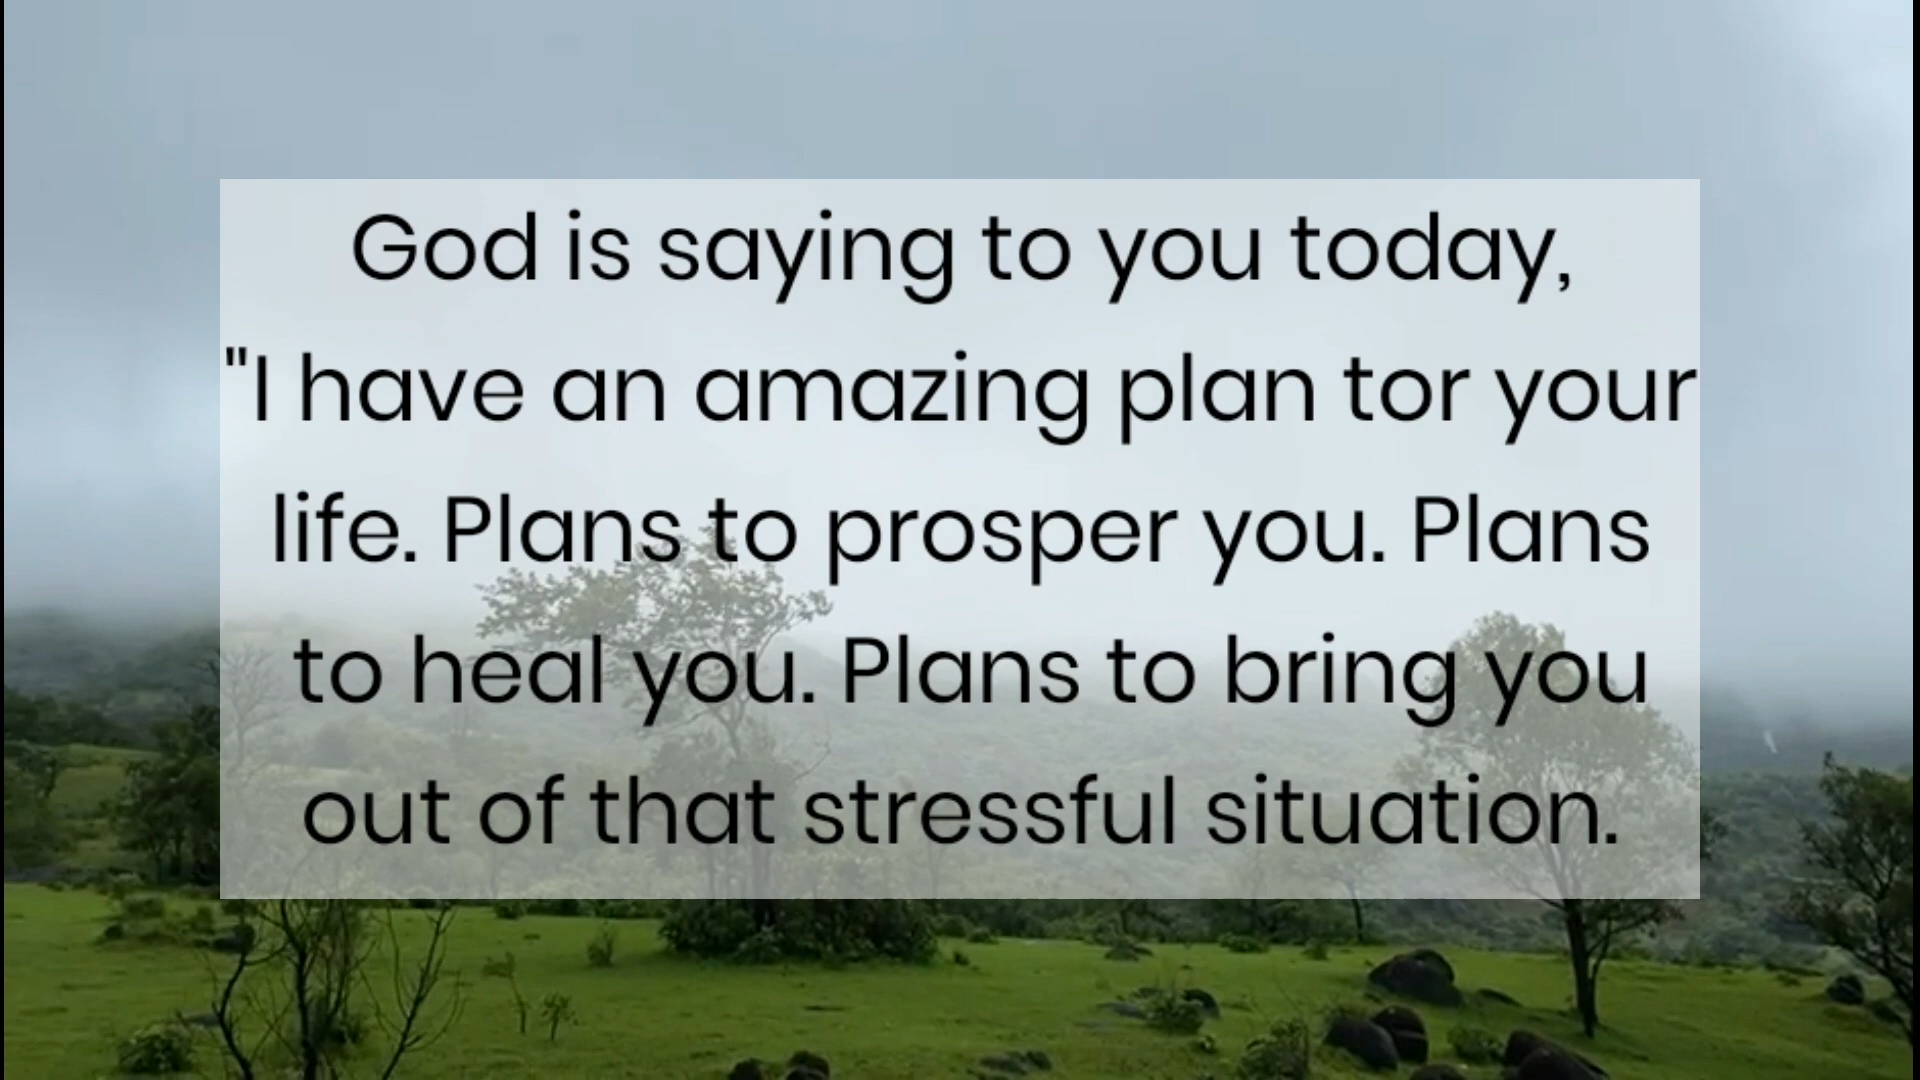 God is saying to you today,
"I have an amazing plan tor your
life. Plans to prosper you. Plans
to heal you. Plans to bring you
out of that stressful situation.